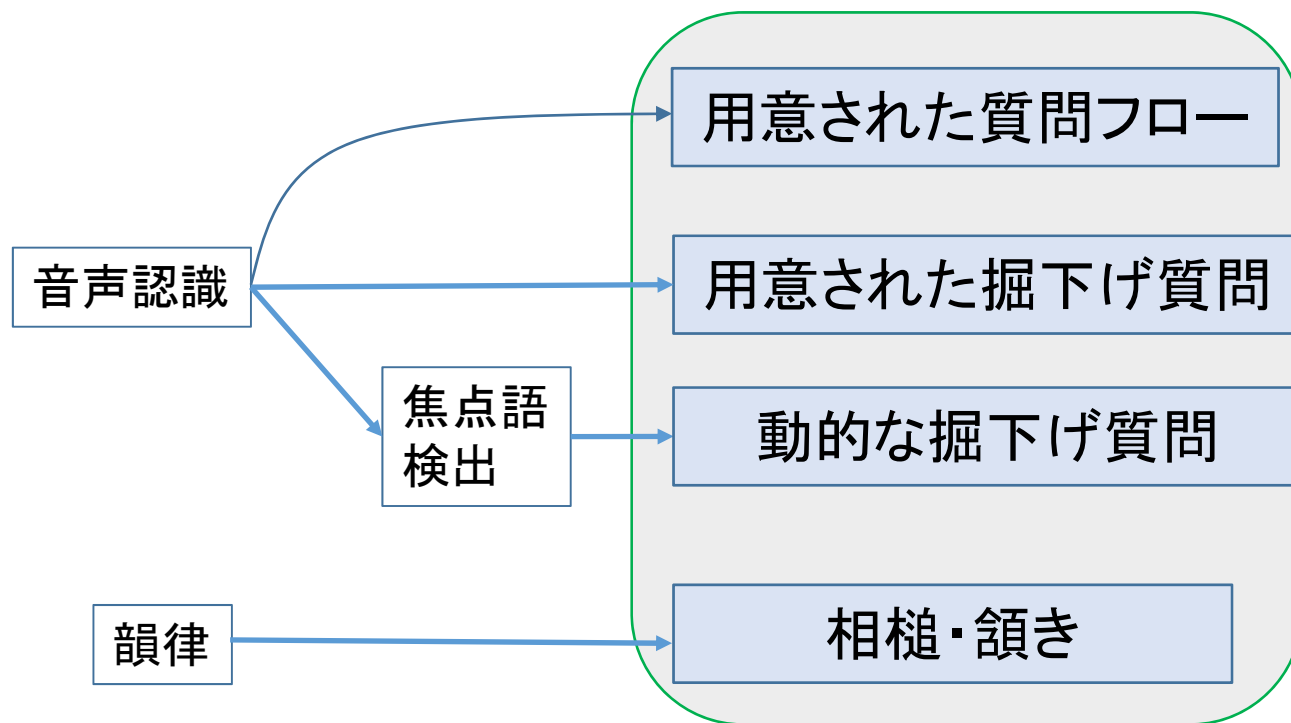 用意された質問フロー
音声認識
用意された掘下げ質問
焦点語
検出
動的な掘下げ質問
韻律
相槌・頷き